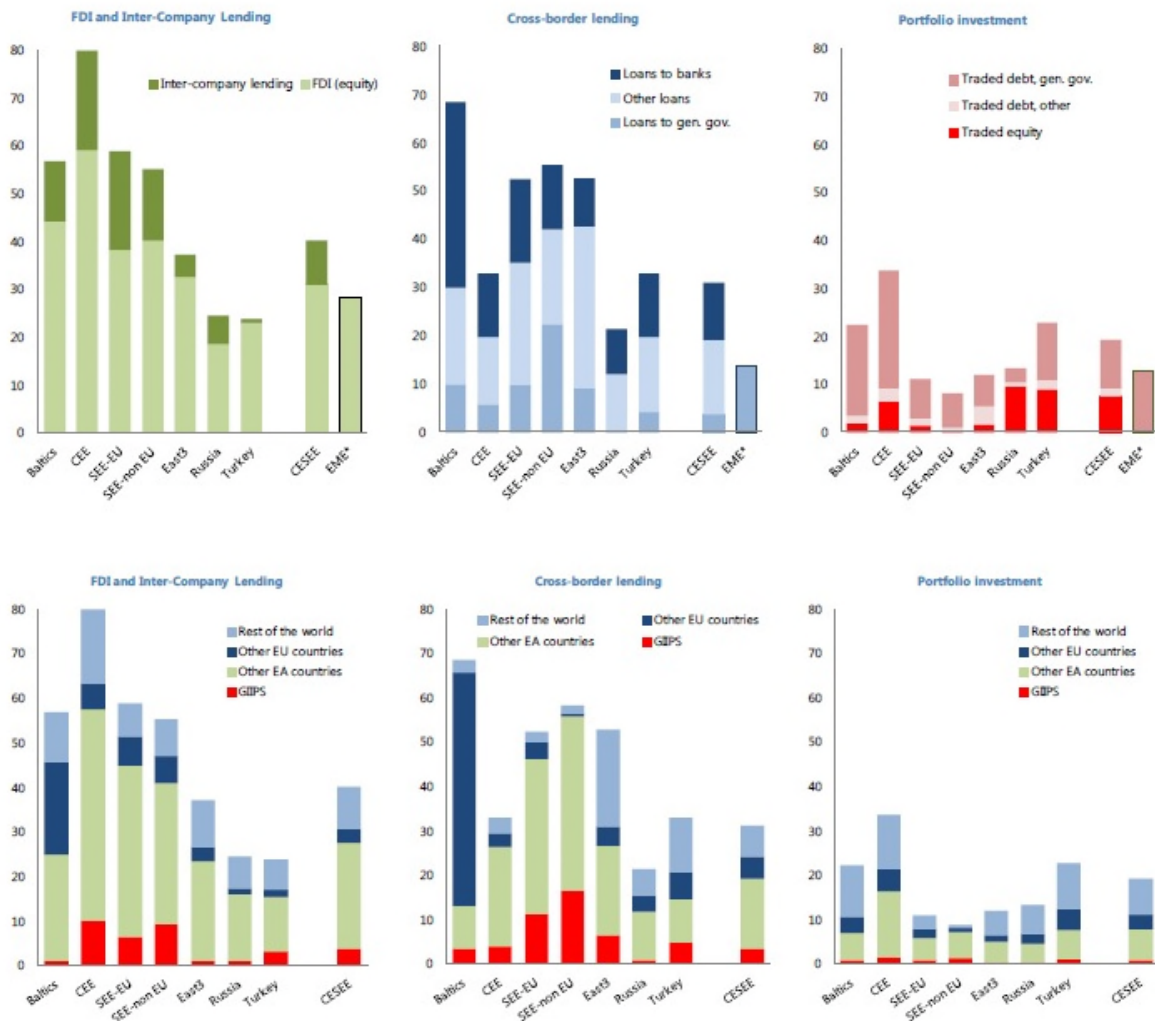 FDI and Inter-Company Lending
80
70
60
50
40
30
20
10
0
Inter-company lending FDI (equity)
Baltics
CEE
SEE-EU
SEE-non EU
East3
Russia
Turkey
CESEE
EME*
Cross-border lending
80
70
60
50
40
30
20
10
0
Loans to banks
Other loans
Loans to gen. gov.
Baltics
CEE
SEE-EU
SEE-non EU
East3
Russia
Turkey
CESEE
EME*
Portfolio investment
80
70
60
50
40
30
20
10
0
Traded debt, gen. gov.
Traded debt, other
Traded equity
Baltics
CEE
SEE-EU
SEE-non EU
East3
Russia
Turkey
CESEE
EME*
FDI and Inter-Company Lending
80
70
60
50
40
30
20
10
0
Rest of the world
Other EU countries
Other EA countries
GIIPS
Baltics
CEE
SEE-EU
SEE-non EU
East3
Russia
Turkey
CESEE
Cross-border lending
80
70
60
50
40
30
20
10
0
Rest of the world Other EU countries
Other EA countries GIIPS
Baltics
CEE
SEE-EU
SEE-non EU
East3
Russia
Turkey
CESEE
Portfolio investment
80
70
60
50
40
30
20
10
0
Rest of the world
Other EU countries
Other EA countries
GIIPS
Baltics
CEE
SEE-EU
SEE-non EU
East3
Russia
Turkey
CESEE